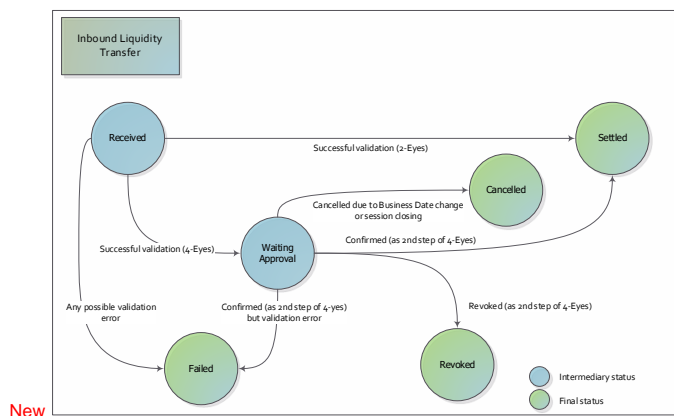 Inbound Liquidity
Transfer
Received
Settled
Successful validation (2-Eyes)
Cancelled
Cancelled due to Business Date change
or session closing
Confirmed (as 2nd step of 4-Eyes)
Successful validation (4-Eyes)
Waiting
Approval
Any possible validation
error
Confirmed (as 2nd step of 4-yes)
but validation error
Revoked (as 2nd step of 4-Eyes)
Failed
Revoked
Intermediary status
Final status
New